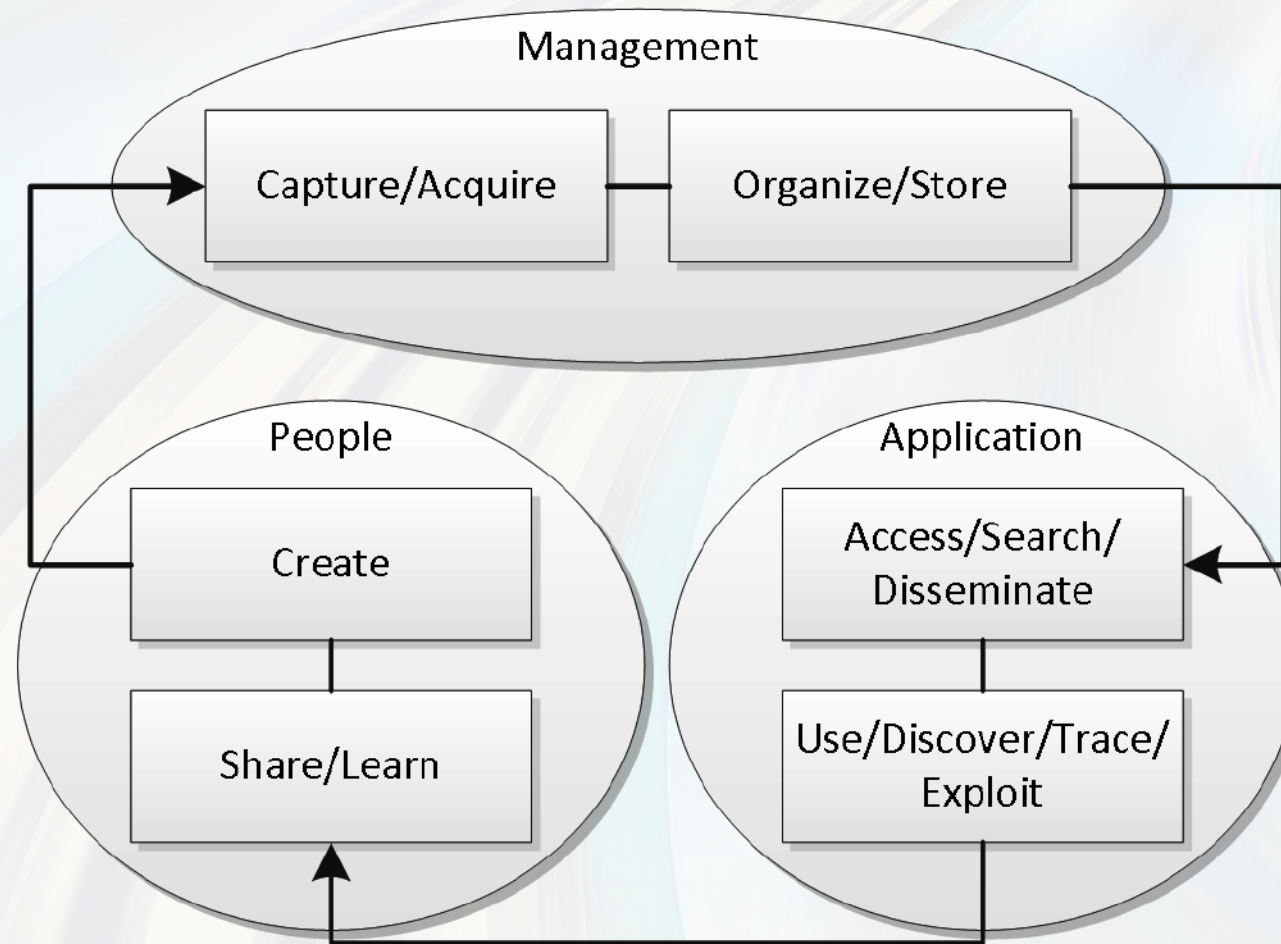 Management
Capture/Acquire
Organize/Store
People
Create
Share/Learn
Application
Access/Search/
Disseminate
Use/Discover/Trace/
Exploit